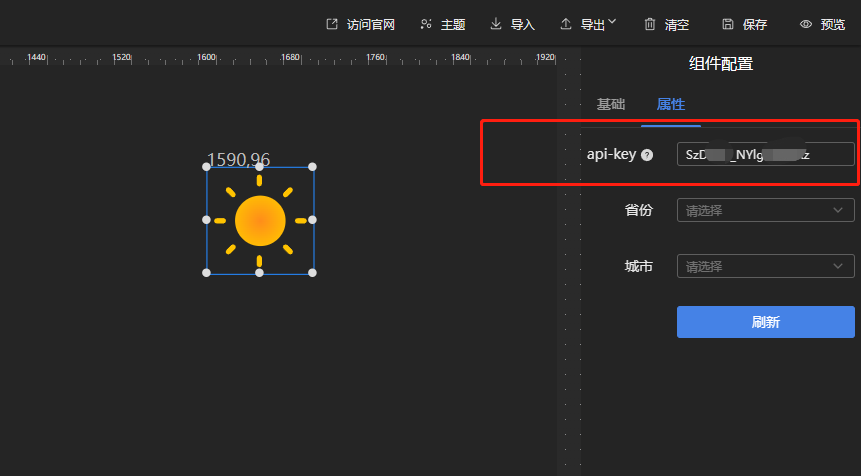 访问官网 主题 导入 导出 清空 保存 预览
1440 1520 1600 1680 1760 1840 1920
组件配置
基础 属性
1590,96
api-key ? SzD _NYlg z
省份 请选择
城市 请选择
刷新